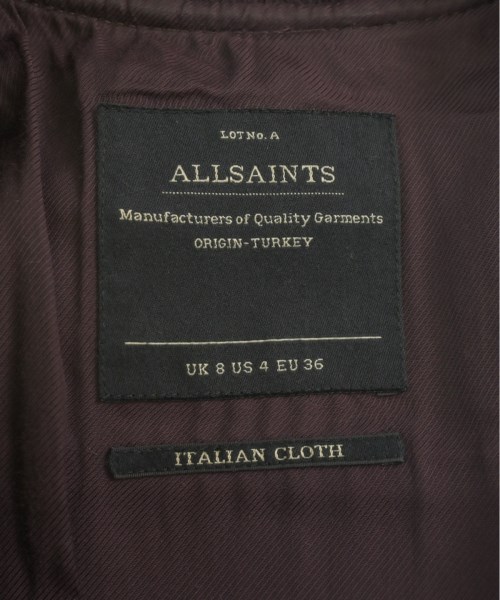 LOT No. A
ALLSAINTS
Manufacturers of Quality Garments
ORIGIN-TURKEY
UK 8 US 4 EU 36
ITALIAN CLOTH